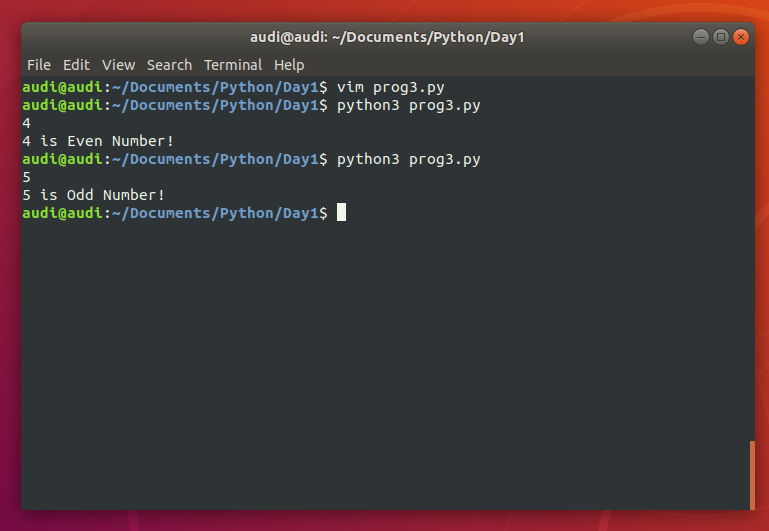 audi@audi: ~/Documents/Python/Day1
File Edit View Search Terminal Help
audi@audi:~/Documents/Python/Day1$ vim prog3.py
audi@audi:~/Documents/Python/Day1$ python3 prog3.py
4
4 is Even Number!
audi@audi:~/Documents/Python/Day1$ python3 prog3.py
5
5 is Odd Number!
audi@audi:~/Documents/Python/Day1$